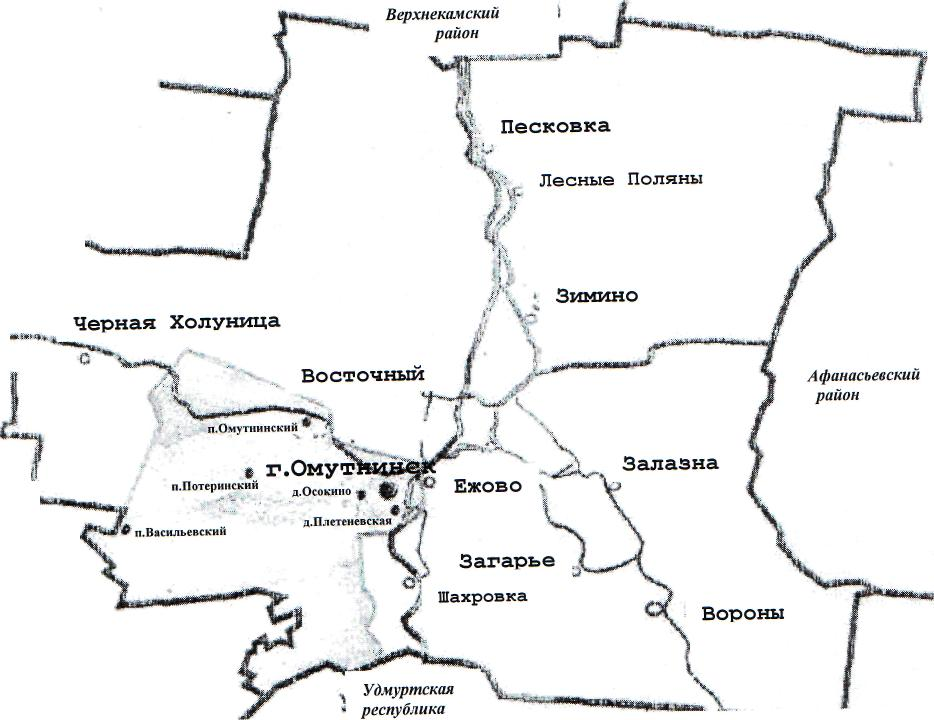 Верхнекамский
район
Песковка
Лесные Поляны
Зимино
Черная Холуница
Восточный
Афанасьевский
район
п.Омутнинский
г.Омутнинск
Залазна
п.Потеринский
д.Осокино
Ежово
д.Плетеневская
п.Васильевский
Загарье
Шахровка
Вороны
Удмуртская
республика